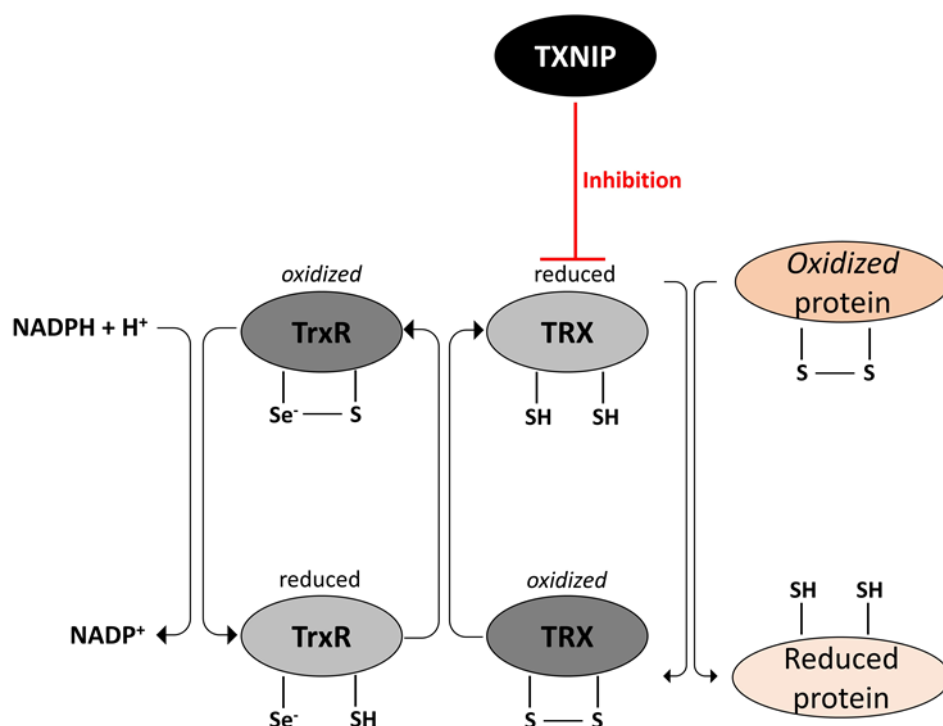 TXNIP
Inhibition
oxidized
reduced
Oxidized
protein
NADPH + H⁺
TrxR
TRX
S S
Se⁻ S
SH SH
reduced
oxidized
SH SH
NADP⁺
TrxR
TRX
Reduced
protein
Se⁻ SH
S S